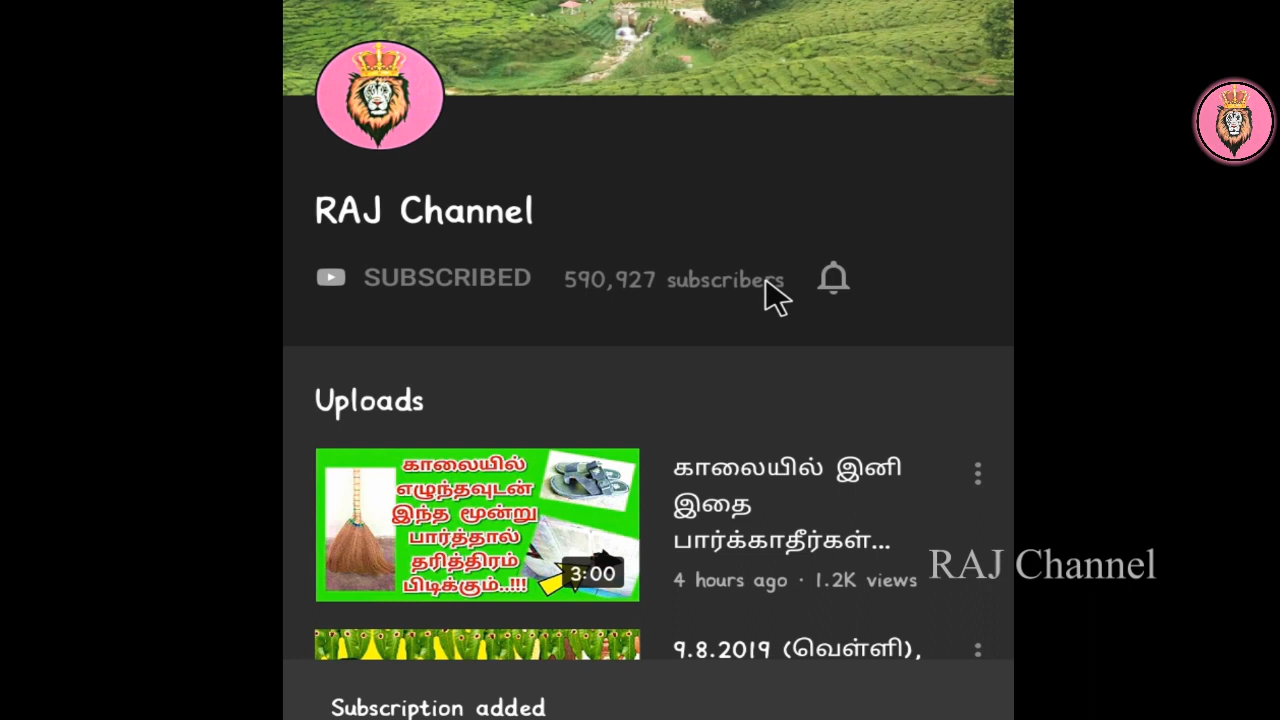 RAJ Channel
SUBSCRIBED 590,927 subscribers
Uploads
காலையில்
எழுந்தவுடன்
இந்த மூன்று
பார்த்தால்
தரித்திரம்
பிடிக்கும்..!!!
3:00
காலையில் இனி
இதை
பார்க்காதீர்கள்...
4 hours ago · 1.2K views
RAJ Channel
9.8.2019 (வெள்ளி),
Subscription added